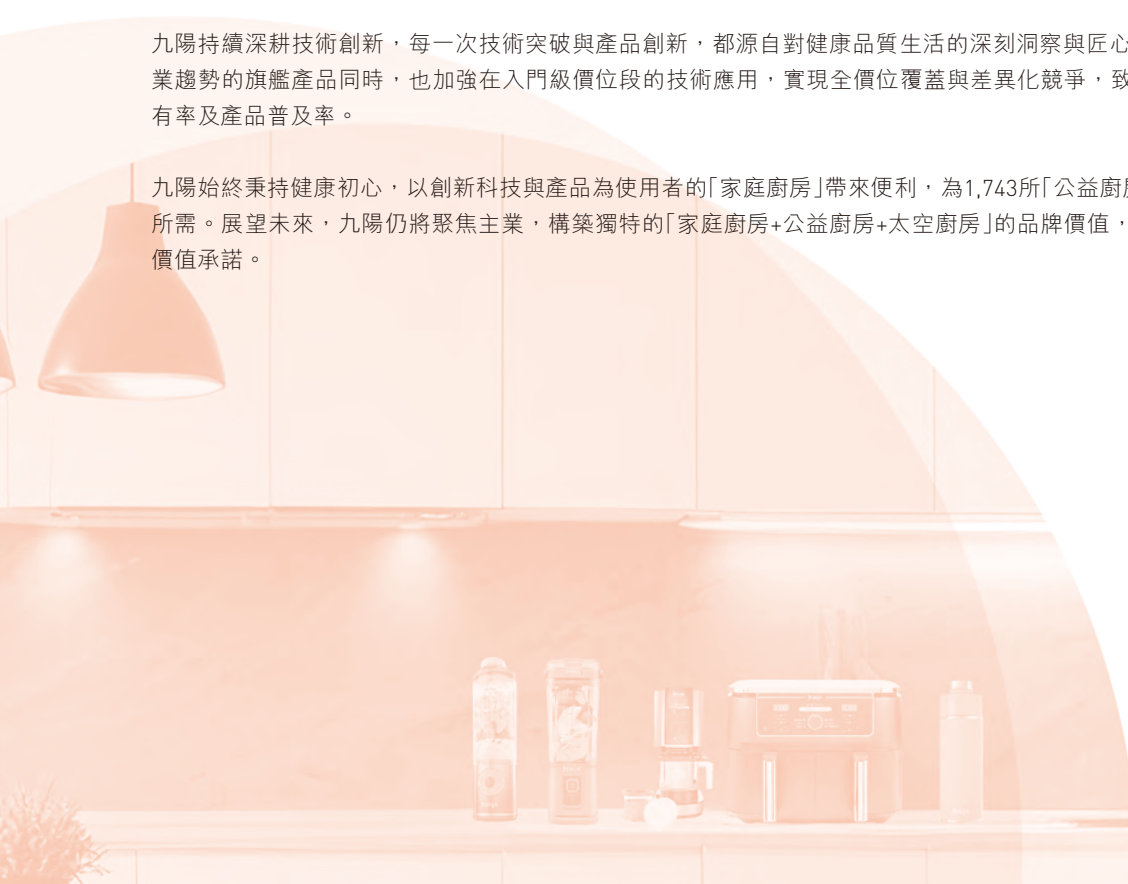 九陽持續深耕技術創新，每一次技術突破與產品創新，都源自對健康品質生活的深刻洞察與匠心
業趨勢的旗艦產品同時，也加強在入門級價位段的技術應用，實現全價位覆蓋與差異化競爭，致
有率及產品普及率。
九陽始終秉持健康初心，以創新科技與產品為使用者的「家庭廚房」帶來便利，為1,743所「公益廚
所需。展望未來，九陽仍將聚焦主業，構築獨特的「家庭廚房+公益廚房+太空廚房」的品牌價值，
價值承諾。